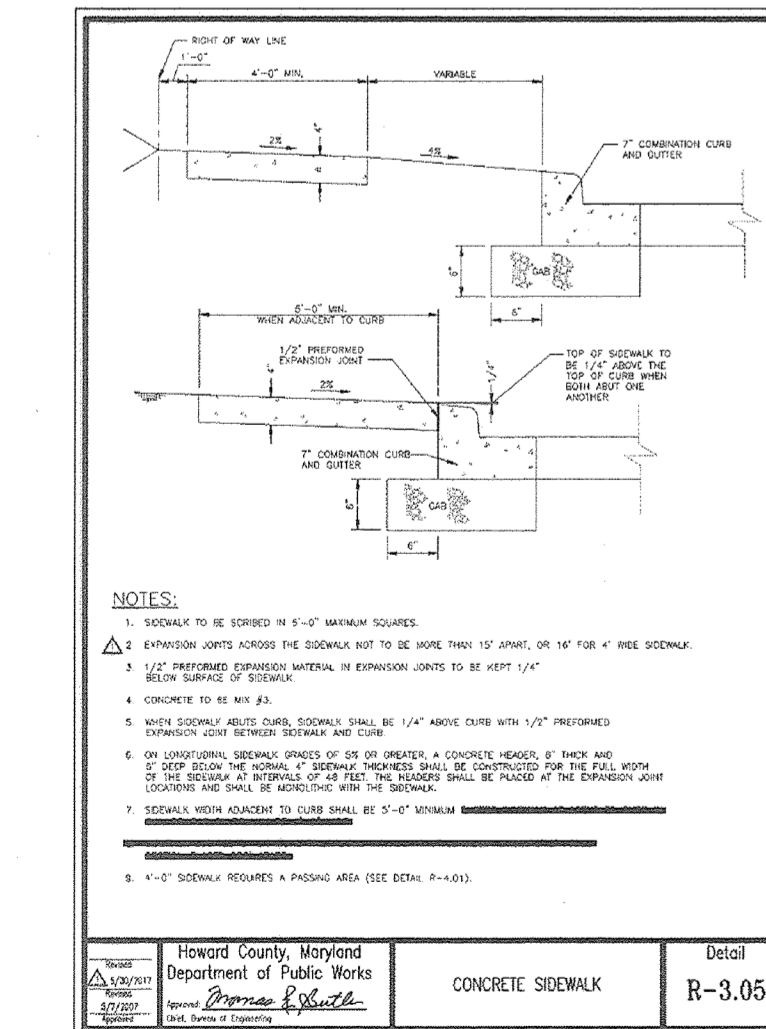 RIGHT OF WAY LINE
1'-0"
4'-0" MIN.
VARIABLE
2%
4"
4%
7" COMBINATION CURB
AND GUTTER
6"
GAB
6"
5'-0" MIN.
WHEN ADJACENT TO CURB
1/2" PREFORMED
EXPANSION JOINT
1/4"
TOP OF SIDEWALK TO
BE 1/4" ABOVE THE
TOP OF CURB WHEN
BOTH ABUT ONE
ANOTHER
4"
2%
7" COMBINATION CURB
AND GUTTER
6"
GAB
6"
NOTES:
1. SIDEWALK TO BE SCRIBED IN 5'-0" MAXIMUM SQUARES.
2 EXPANSION JOINTS ACROSS THE SIDEWALK NOT TO BE MORE THAN 15' APART, OR 16' FOR 4' WIDE SIDEWALK.
3. 1/2" PREFORMED EXPANSION MATERIAL IN EXPANSION JOINTS TO BE KEPT 1/4"
BELOW SURFACE OF SIDEWALK.
4. CONCRETE TO BE MIX #3.
5. WHEN SIDEWALK ABUTS CURB, SIDEWALK SHALL BE 1/4" ABOVE CURB WITH 1/2" PREFORMED
EXPANSION JOINT BETWEEN SIDEWALK AND CURB.
6. ON LONGITUDINAL SIDEWALK GRADES OF 5% OR GREATER, A CONCRETE HEADER, 8" THICK AND
8" DEEP BELOW THE NORMAL 4" SIDEWALK THICKNESS SHALL BE CONSTRUCTED FOR THE FULL WIDTH
OF THE SIDEWALK AT INTERVALS OF 48 FEET. THE HEADERS SHALL BE PLACED AT THE EXPANSION JOINT
LOCATIONS AND SHALL BE MONOLITHIC WITH THE SIDEWALK.
7. SIDEWALK WIDTH ADJACENT TO CURB SHALL BE 5'-0" MINIMUM
9. 4'-0" SIDEWALK REQUIRES A PASSING AREA (SEE DETAIL R-4.01).
Revised
5/30/2017
Revised
9/7/2007
Approved
Howard County, Maryland
Department of Public Works
Approved: Thomas E. Butler
Chief, Bureau of Engineering
CONCRETE SIDEWALK
Detail
R-3.05